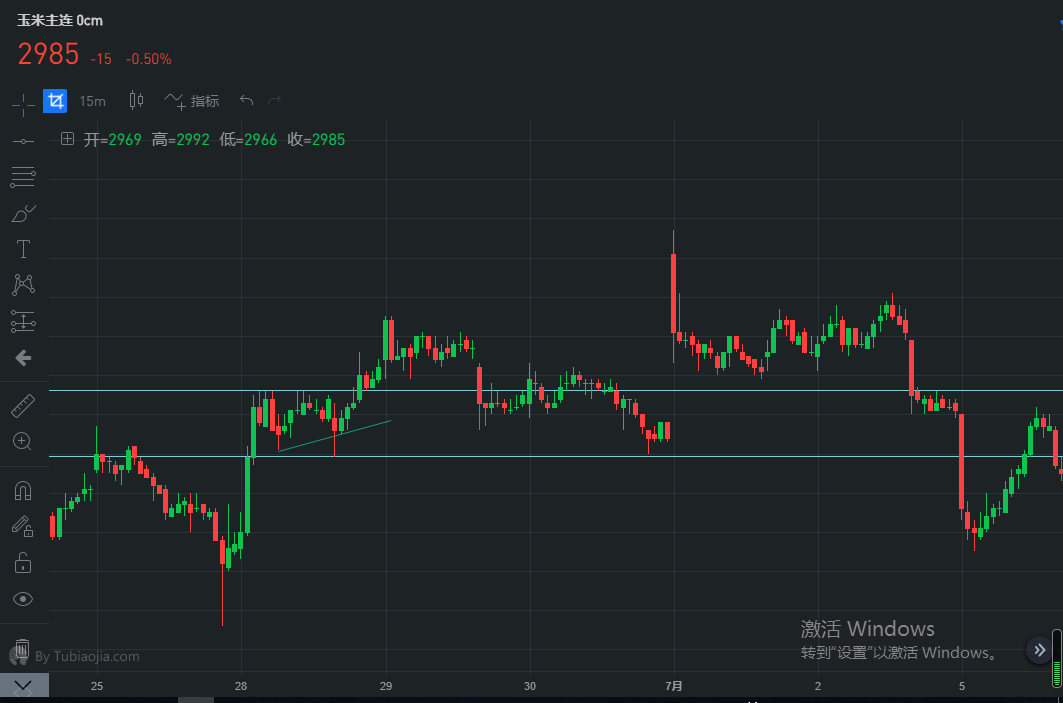 玉米主连 0cm
2985 -15 -0.50%
15m 指标
开=2969 高=2992 低=2966 收=2985
T
激活 Windows
转到“设置”以激活 Windows。
By Tubiaojia.com
25 28 29 30 7月 2 5